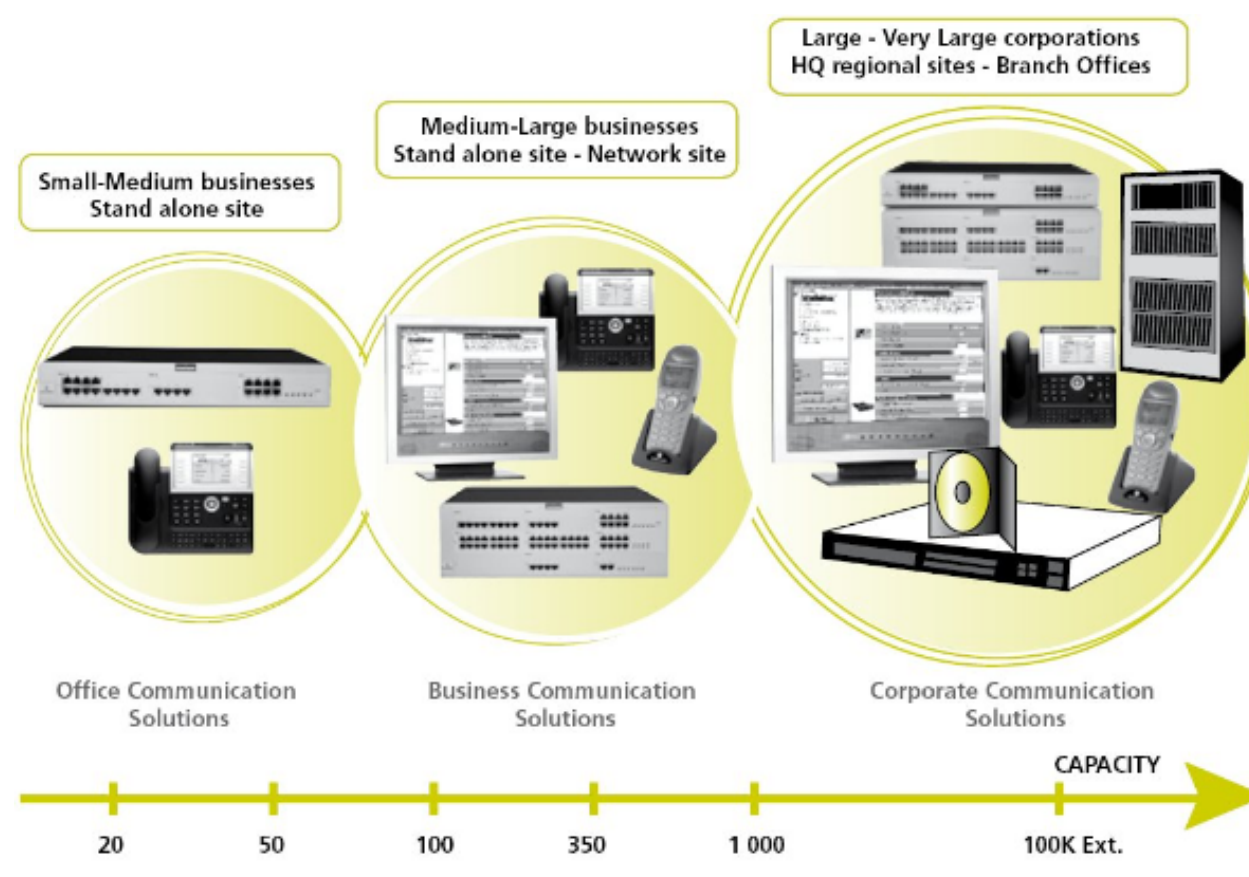 Large - Very Large corporations
HQ regional sites - Branch Offices
Medium-Large businesses
Stand alone site - Network site
Small-Medium businesses
Stand alone site
Office Communication
Solutions
Business Communication
Solutions
Corporate Communication
Solutions
CAPACITY
20
50
100
350
1 000
100K Ext.